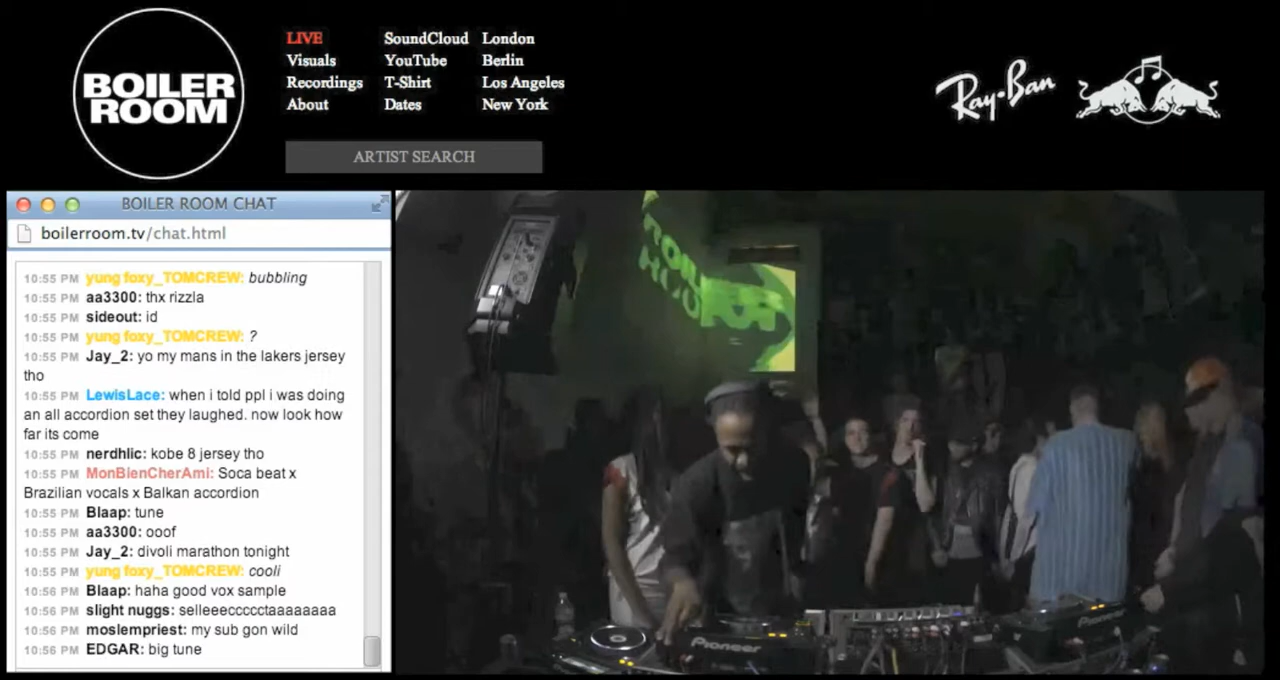 BOILER
ROOM
LIVE
Visuals
Recordings
About
SoundCloud
YouTube
T-Shirt
Dates
London
Berlin
Los Angeles
New York
ARTIST SEARCH
Ray-Ban
BOILER ROOM CHAT
boilerroom.tv/chat.html
10:55 PM yung foxy_TOMCREW: bubbling
10:55 PM aa3300: thx rizzla
10:55 PM sideout: id
10:55 PM yung foxy_TOMCREW: ?
10:55 PM Jay_2: yo my mans in the lakers jersey
tho
10:55 PM LewisLace: when i told ppl i was doing
an all accordion set they laughed. now look how
far its come
10:55 PM nerdhlic: kobe 8 jersey tho
10:55 PM MonBienCherAmi: Soca beat x
Brazilian vocals x Balkan accordion
10:55 PM Blaap: tune
10:55 PM aa3300: ooof
10:55 PM Jay_2: divoli marathon tonight
10:55 PM yung foxy_TOMCREW: cooli
10:56 PM Blaap: haha good vox sample
10:56 PM slight nuggs: selleeeccccctaaaaaaaa
10:56 PM moslempriest: my sub gon wild
10:56 PM EDGAR: big tune
Pioneer
Pioneer